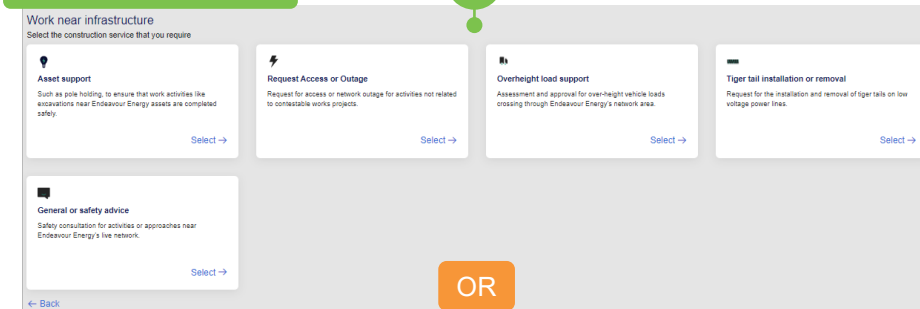 Work near infrastructure
Select the construction service that you require
Asset support
Such as pole holding, to ensure that work activities like
excavations near Endeavour Energy assets are completed
safely.
Select →
Request Access or Outage
Request for access or network outage for activities not related
to contestable works projects.
Select →
Overheight load support
Assessment and approval for over-height vehicle loads
crossing through Endeavour Energy's network area.
Select →
Tiger tail installation or removal
Request for the installation and removal of tiger tails on low
voltage power lines.
Select →
General or safety advice
Safety consultation for activities or approaches near
Endeavour Energy's live network.
Select →
← Back
OR